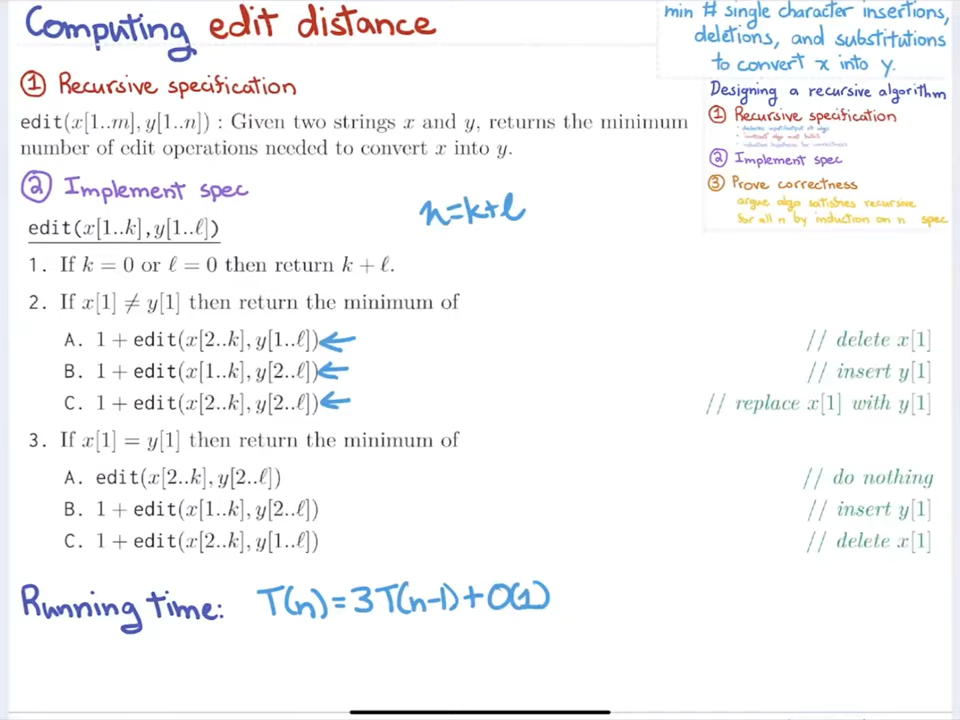 Computing edit distance
min # single character insertions,
deletions, and substitutions
to convert x into y.
① Recursive specification
edit(x[1..m], y[1..n]) : Given two strings x and y, returns the minimum
number of edit operations needed to convert x into y.
Designing a recursive algorithm
① Recursive specification
② Implement spec
③ Prove correctness
argue algo satisfies recursive
for all n by induction on n spec
② Implement spec
n=k+ℓ
edit(x[1..k],y[1..ℓ])
1. If k = 0 or ℓ = 0 then return k + ℓ.
2. If x[1] ≠ y[1] then return the minimum of
A. 1 + edit(x[2..k], y[1..ℓ]) // delete x[1]
B. 1 + edit(x[1..k], y[2..ℓ]) // insert y[1]
C. 1 + edit(x[2..k], y[2..ℓ]) // replace x[1] with y[1]
3. If x[1] = y[1] then return the minimum of
A. edit(x[2..k], y[2..ℓ]) // do nothing
B. 1 + edit(x[1..k], y[2..ℓ]) // insert y[1]
C. 1 + edit(x[2..k], y[1..ℓ]) // delete x[1]
Running time: T(n)=3T(n-1)+O(1)